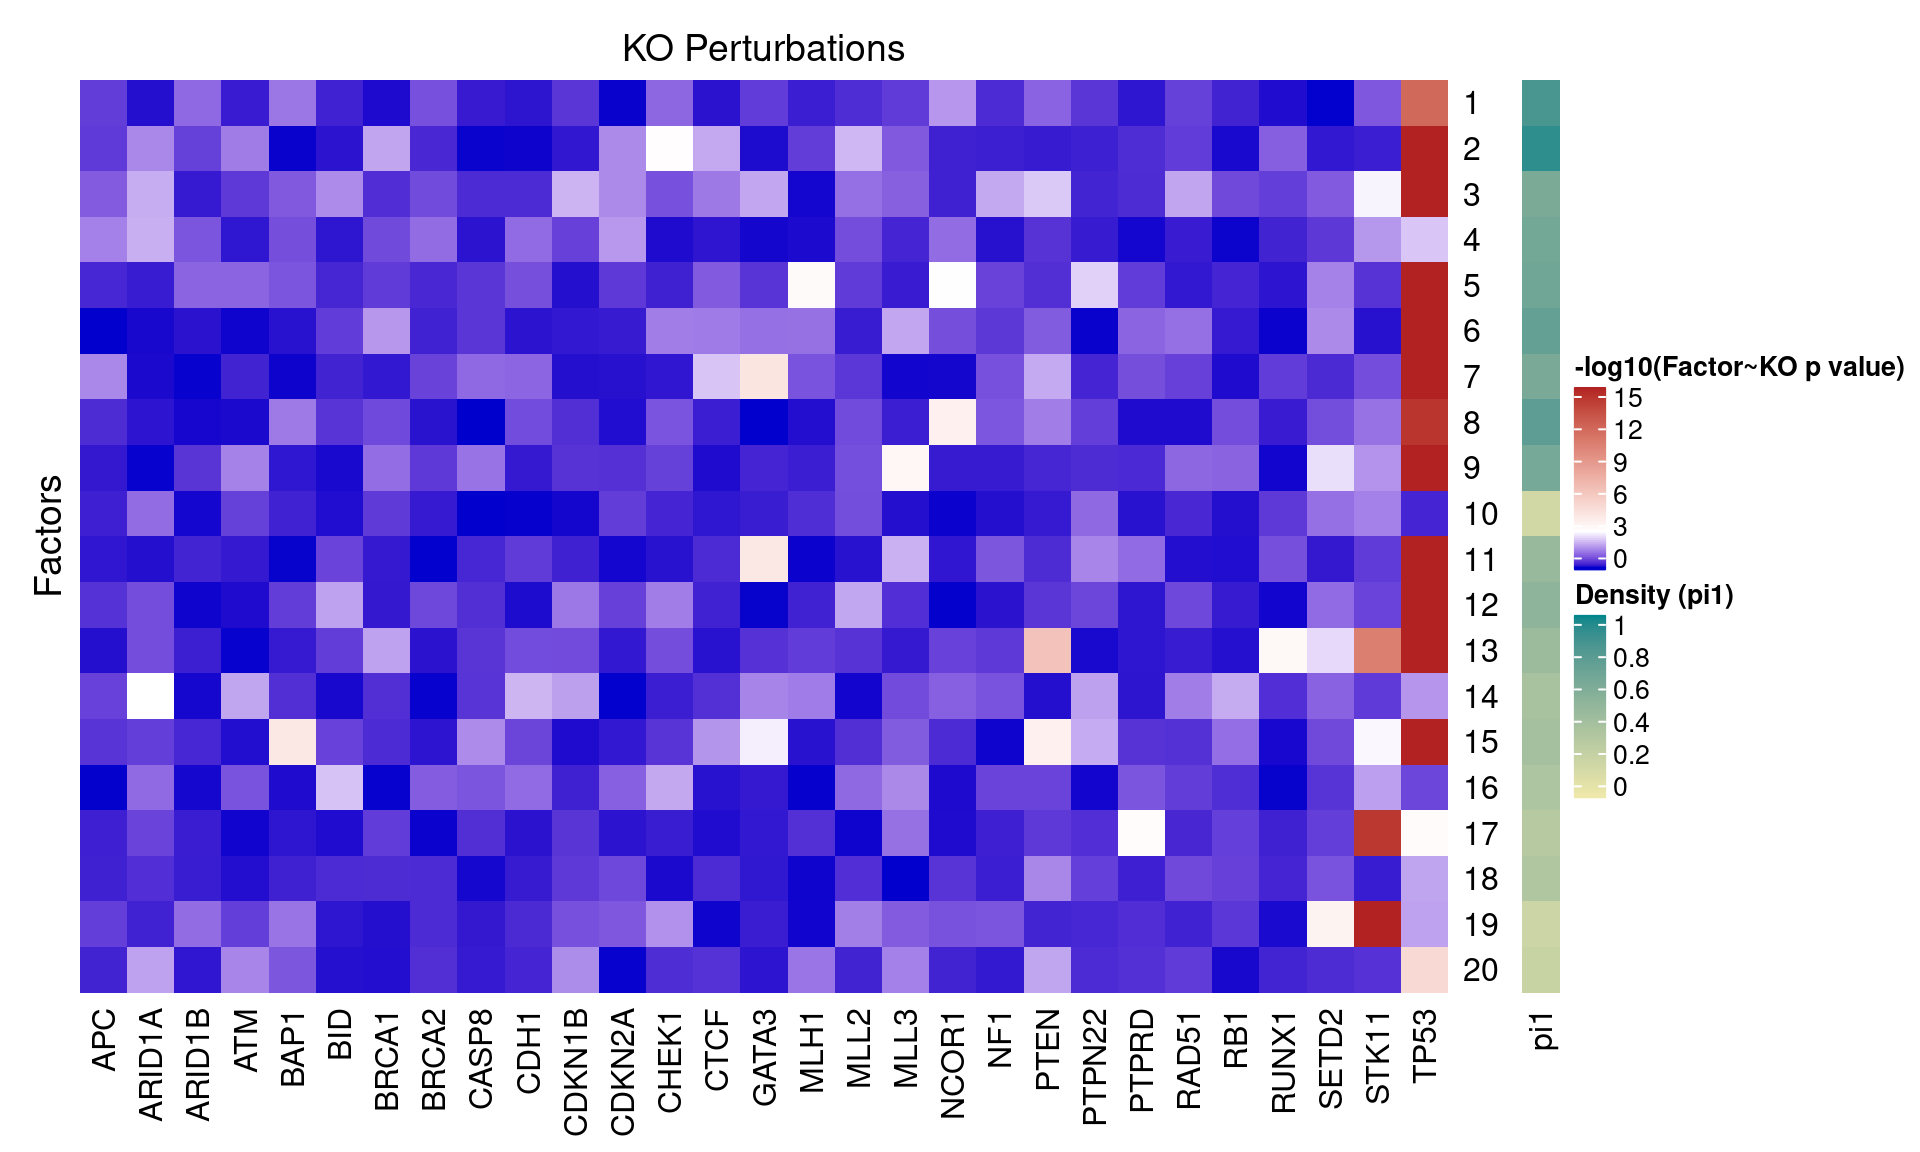 KO Perturbations
Factors
1
2
3
4
5
6
7
8
9
10
11
12
13
14
15
16
17
18
19
20
APC
ARID1A
ARID1B
ATM
BAP1
BID
BRCA1
BRCA2
CASP8
CDH1
CDKN1B
CDKN2A
CHEK1
CTCF
GATA3
MLH1
MLL2
MLL3
NCOR1
NF1
PTEN
PTPN22
PTPRD
RAD51
RB1
RUNX1
SETD2
STK11
TP53
pi1
-log10(Factor~KO p value)
15
12
9
6
3
0
Density (pi1)
1
0.8
0.6
0.4
0.2
0